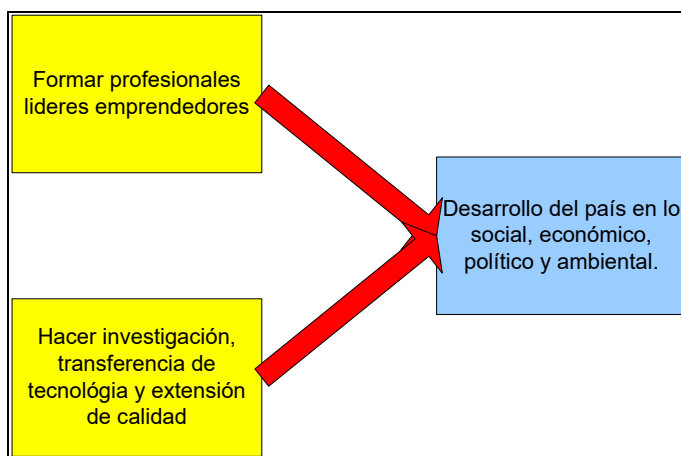 Formar profesionales
lideres emprendedores
Desarrollo del país en lo
social, económico,
político y ambiental.
Hacer investigación,
transferencia de
tecnológia y extensión
de calidad